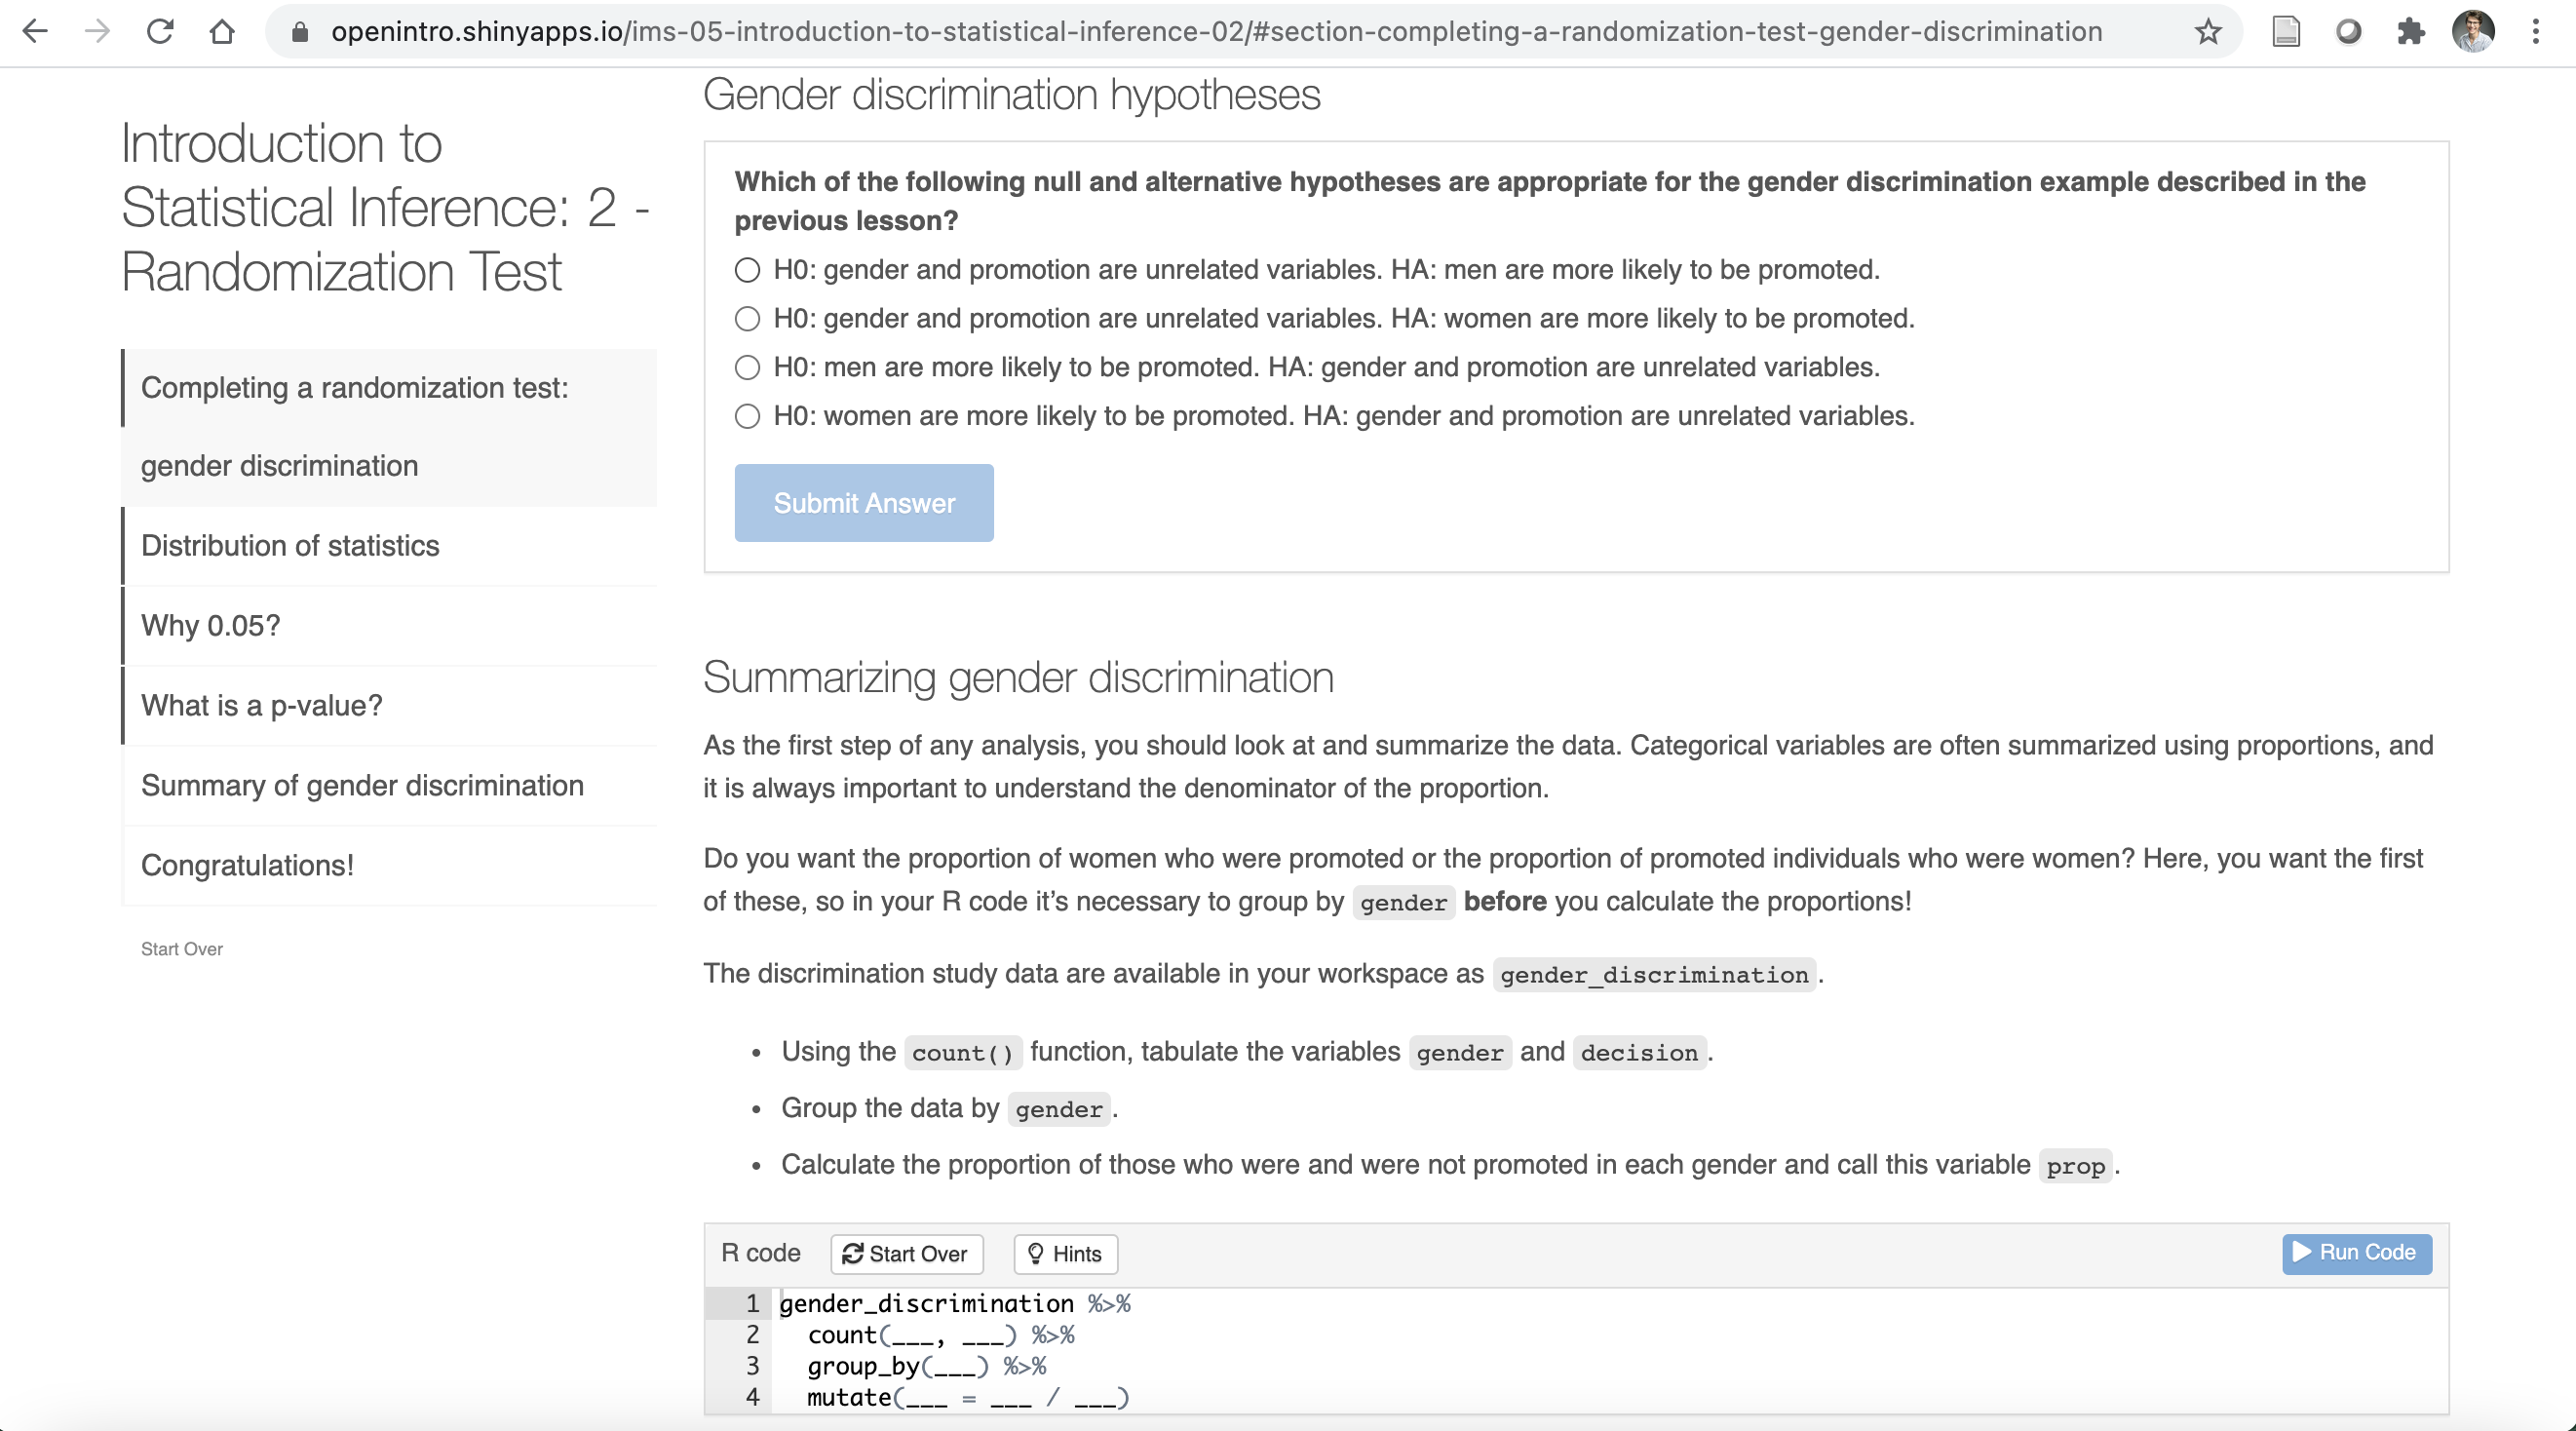 openintro.shinyapps.io/ims-05-introduction-to-statistical-inference-02/#section-completing-a-randomization-test-gender-discrimination
Introduction to
Statistical Inference: 2 -
Randomization Test
Completing a randomization test:
gender discrimination
Distribution of statistics
Why 0.05?
What is a p-value?
Summary of gender discrimination
Congratulations!
Start Over
Gender discrimination hypotheses
Which of the following null and alternative hypotheses are appropriate for the gender discrimination example described in the
previous lesson?
H0: gender and promotion are unrelated variables. HA: men are more likely to be promoted.
H0: gender and promotion are unrelated variables. HA: women are more likely to be promoted.
H0: men are more likely to be promoted. HA: gender and promotion are unrelated variables.
H0: women are more likely to be promoted. HA: gender and promotion are unrelated variables.
Submit Answer
Summarizing gender discrimination
As the first step of any analysis, you should look at and summarize the data. Categorical variables are often summarized using proportions, and
it is always important to understand the denominator of the proportion.
Do you want the proportion of women who were promoted or the proportion of promoted individuals who were women? Here, you want the first
of these, so in your R code it’s necessary to group by gender before you calculate the proportions!
The discrimination study data are available in your workspace as gender_discrimination.
• Using the count() function, tabulate the variables gender and decision.
• Group the data by gender.
• Calculate the proportion of those who were and were not promoted in each gender and call this variable prop.
R code Start Over Hints Run Code
1 gender_discrimination %>%
2 count(___, ___) %>%
3 group_by(___) %>%
4 mutate(___ = ___ / ___)